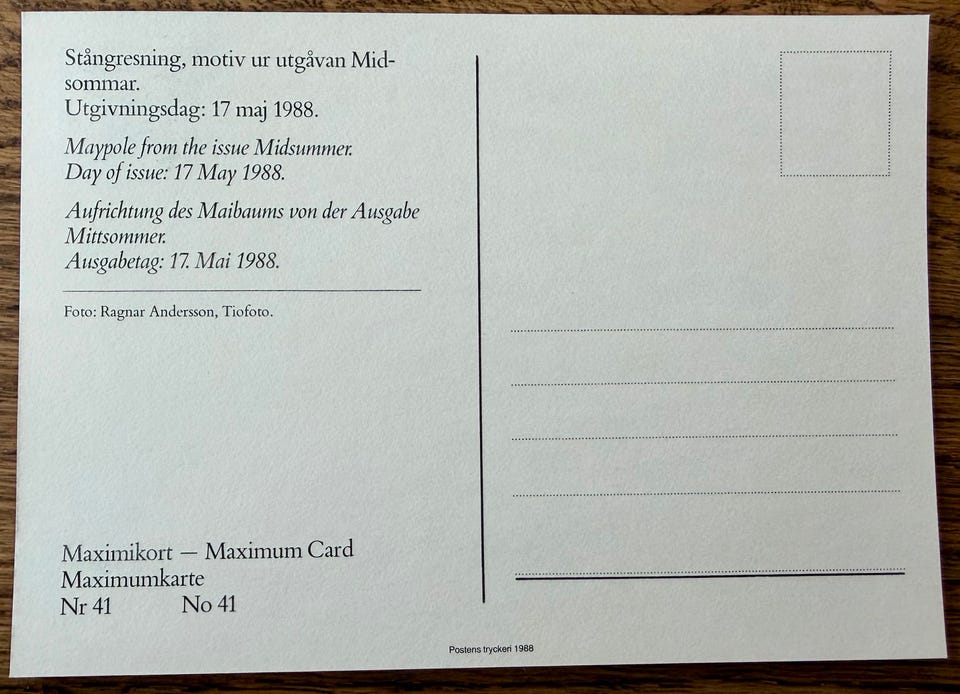 Stångresning, motiv ur utgåvan Mid-
sommar.
Utgivningsdag: 17 maj 1988.
Maypole from the issue Midsummer.
Day of issue: 17 May 1988.
Aufrichtung des Maibaums von der Ausgabe
Mittsommer.
Ausgabetag: 17. Mai 1988.
Foto: Ragnar Andersson, Tiofoto.
Maximikort — Maximum Card
Maximumkarte
Nr 41 No 41
Postens tryckeri 1988